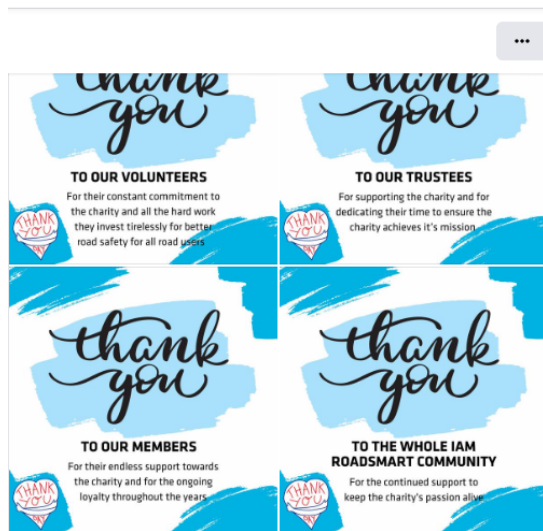 thank
you
TO OUR VOLUNTEERS
For their constant commitment to
the charity and all the hard work
they invest tirelessly for better
road safety for all road users
THANK
YOU
DAY
thank
you
TO OUR TRUSTEES
For supporting the charity and for
dedicating their time to ensure the
charity achieves it's mission
THANK
YOU
DAY
thank
you
TO OUR MEMBERS
For their endless support towards
the charity and for the ongoing
loyalty throughout the years
THANK
YOU
DAY
thank
you
TO THE WHOLE IAM
ROADSMART COMMUNITY
For the continued support to
keep the charity's passion alive
THANK
YOU
DAY